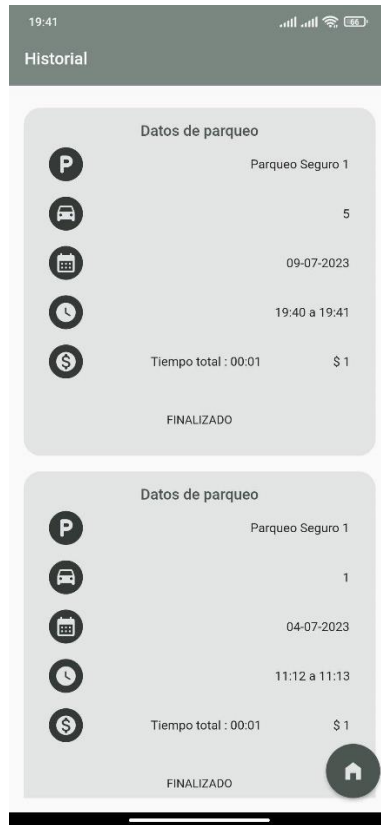 19:41
66
Historial
Datos de parqueo
P
Parqueo Seguro 1
5
09-07-2023
19:40 a 19:41
$
Tiempo total : 00:01 $ 1
FINALIZADO
Datos de parqueo
P
Parqueo Seguro 1
1
04-07-2023
11:12 a 11:13
$
Tiempo total : 00:01 $ 1
FINALIZADO